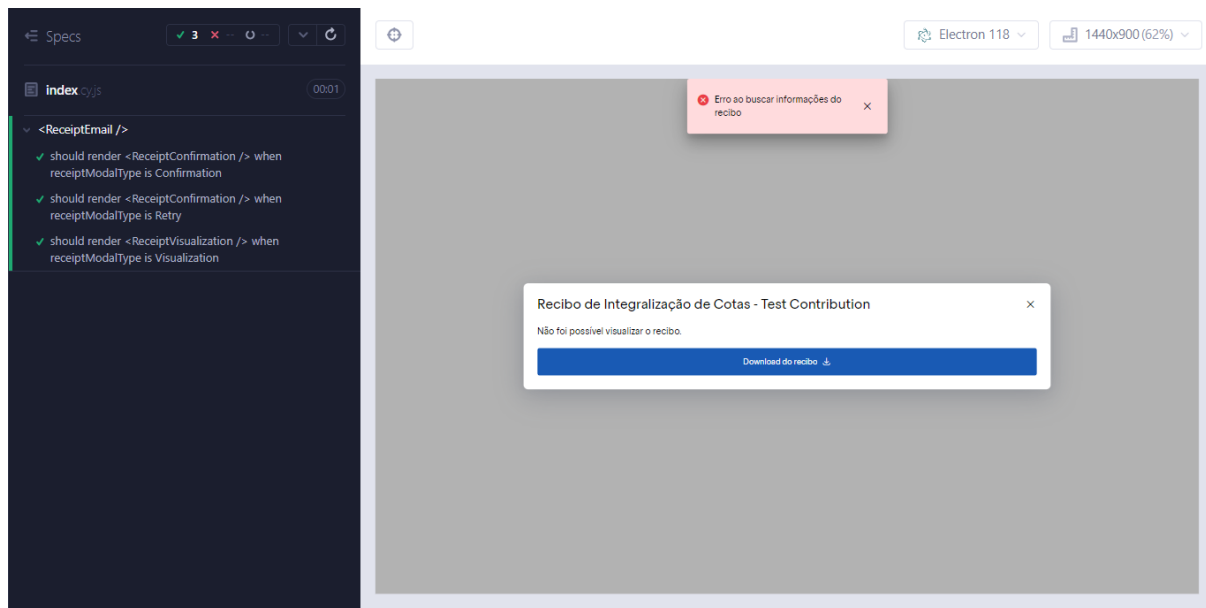 Specs
3 -- --
index cy.js
00:01
<ReceiptEmail />
should render <ReceiptConfirmation /> when
receiptModalType is Confirmation
should render <ReceiptConfirmation /> when
receiptModalType is Retry
should render <ReceiptVisualization /> when
receiptModalType is Visualization
Electron 118
1440x900 (62%)
Erro ao buscar informações do
recibo
Recibo de Integralização de Cotas - Test Contribution
Não foi possível visualizar o recibo.
Download do recibo